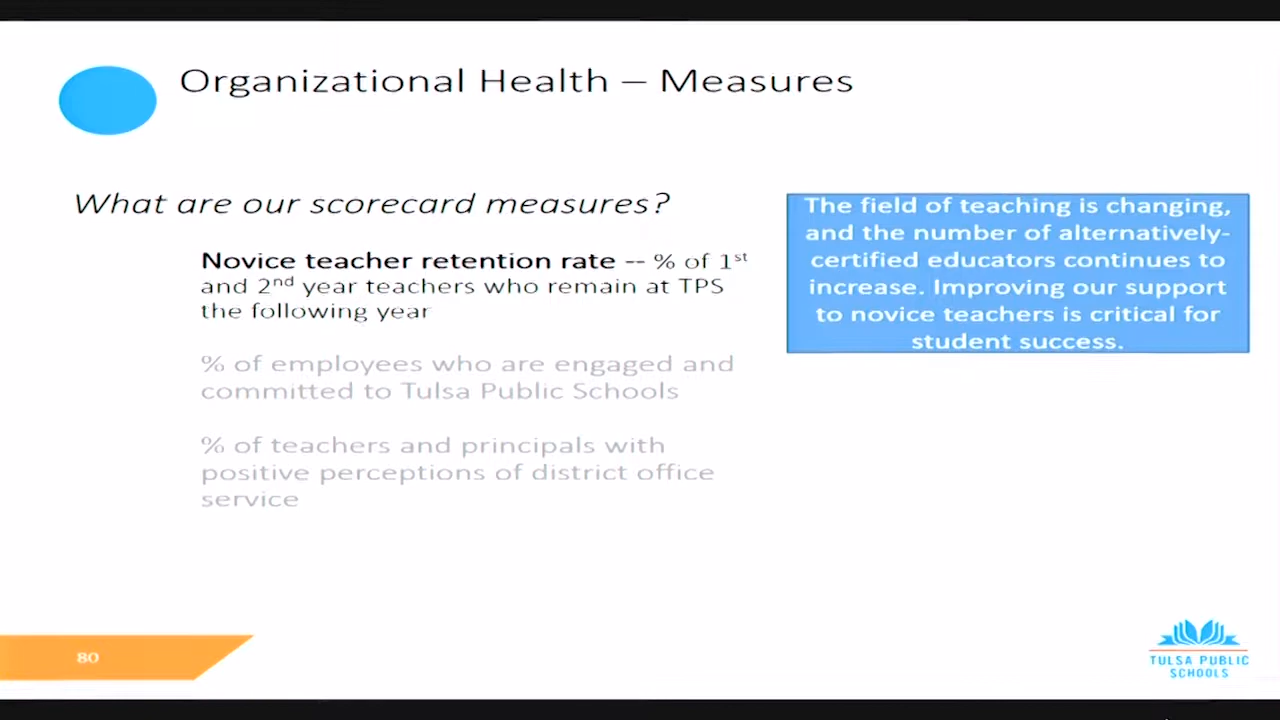 Organizational Health – Measures
What are our scorecard measures?
Novice teacher retention rate -- % of 1st
and 2nd year teachers who remain at TPS
the following year
% of employees who are engaged and
committed to Tulsa Public Schools
% of teachers and principals with
positive perceptions of district office
service
The field of teaching is changing,
and the number of alternatively-
certified educators continues to
increase. Improving our support
to novice teachers is critical for
student success.
80
TULSA PUBLIC
SCHOOLS